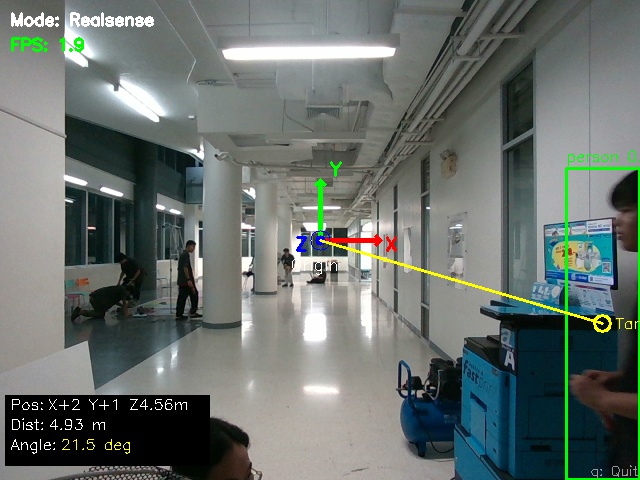 Mode: Realsense
FPS: 1.9
person 0
Y
Z
X
Tar
A
Pos: X+2 Y+1 Z4.56m
Dist: 4.93 m
Angle: 21.5 deg
q: Quit